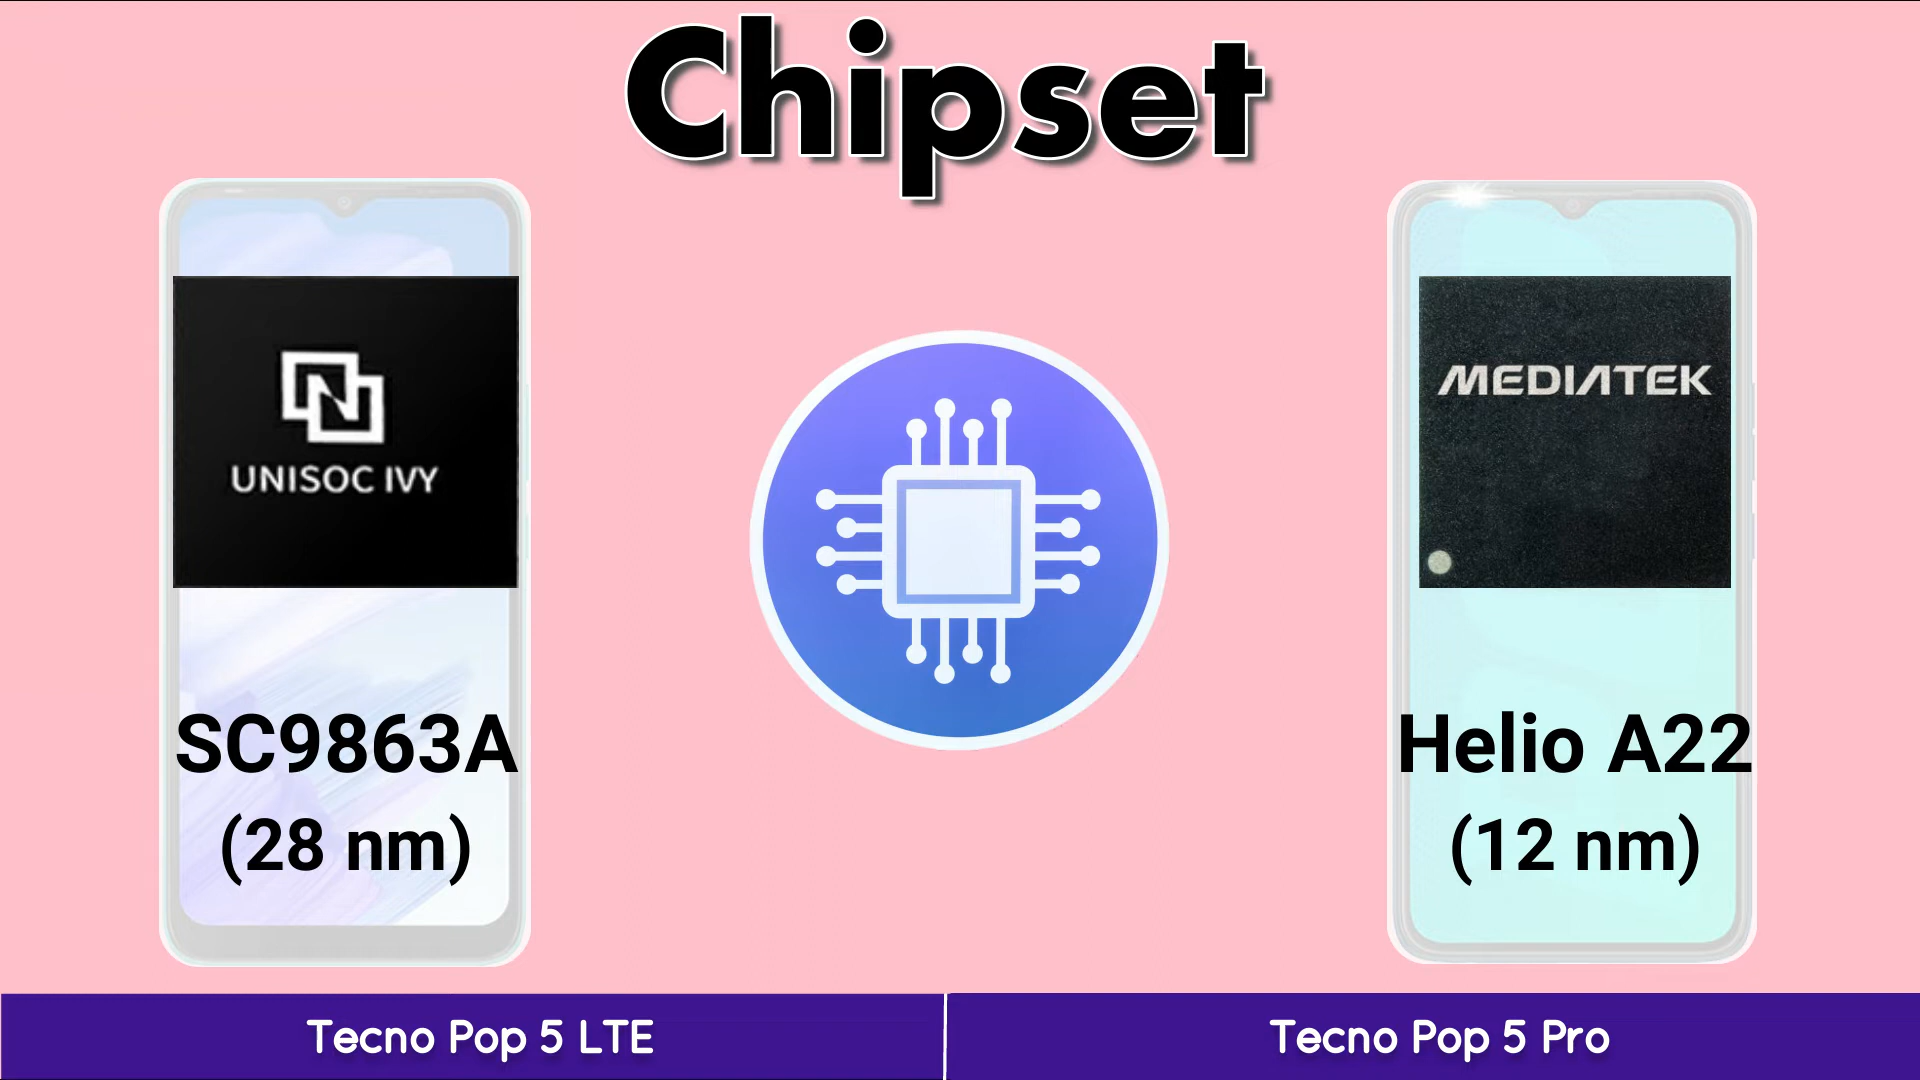 Chipset
UNISOC IVY
MEDIATEK
SC9863A
(28 nm)
Helio A22
(12 nm)
Tecno Pop 5 LTE
Tecno Pop 5 Pro